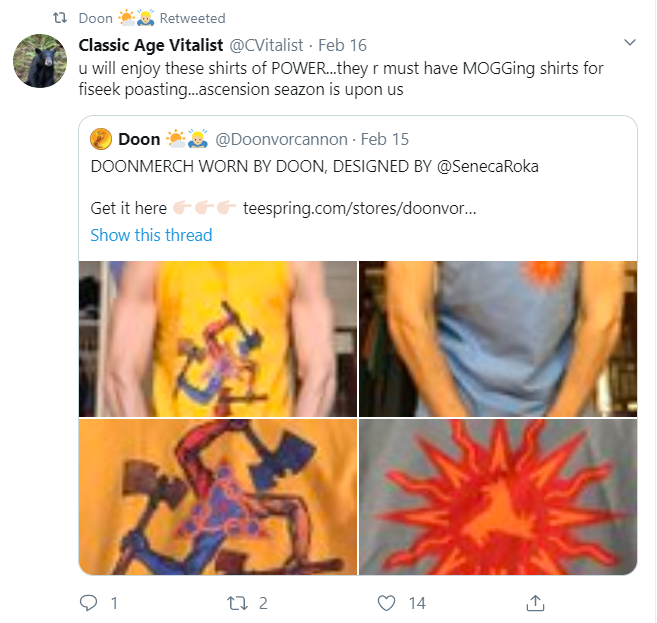 Doon 🌤️🤷🏼‍♂️ Retweeted
Classic Age Vitalist @CVitalist · Feb 16
u will enjoy these shirts of POWER...they r must have MOGGing shirts for
fiseek poasting...ascension seazon is upon us
Doon @Doonvorcannon · Feb 15
DOONMERCH WORN BY DOON, DESIGNED BY @SenecaRoka
Get it here 👉🏻👉🏻👉🏻 teespring.com/stores/doonvor...
Show this thread
1 2 14